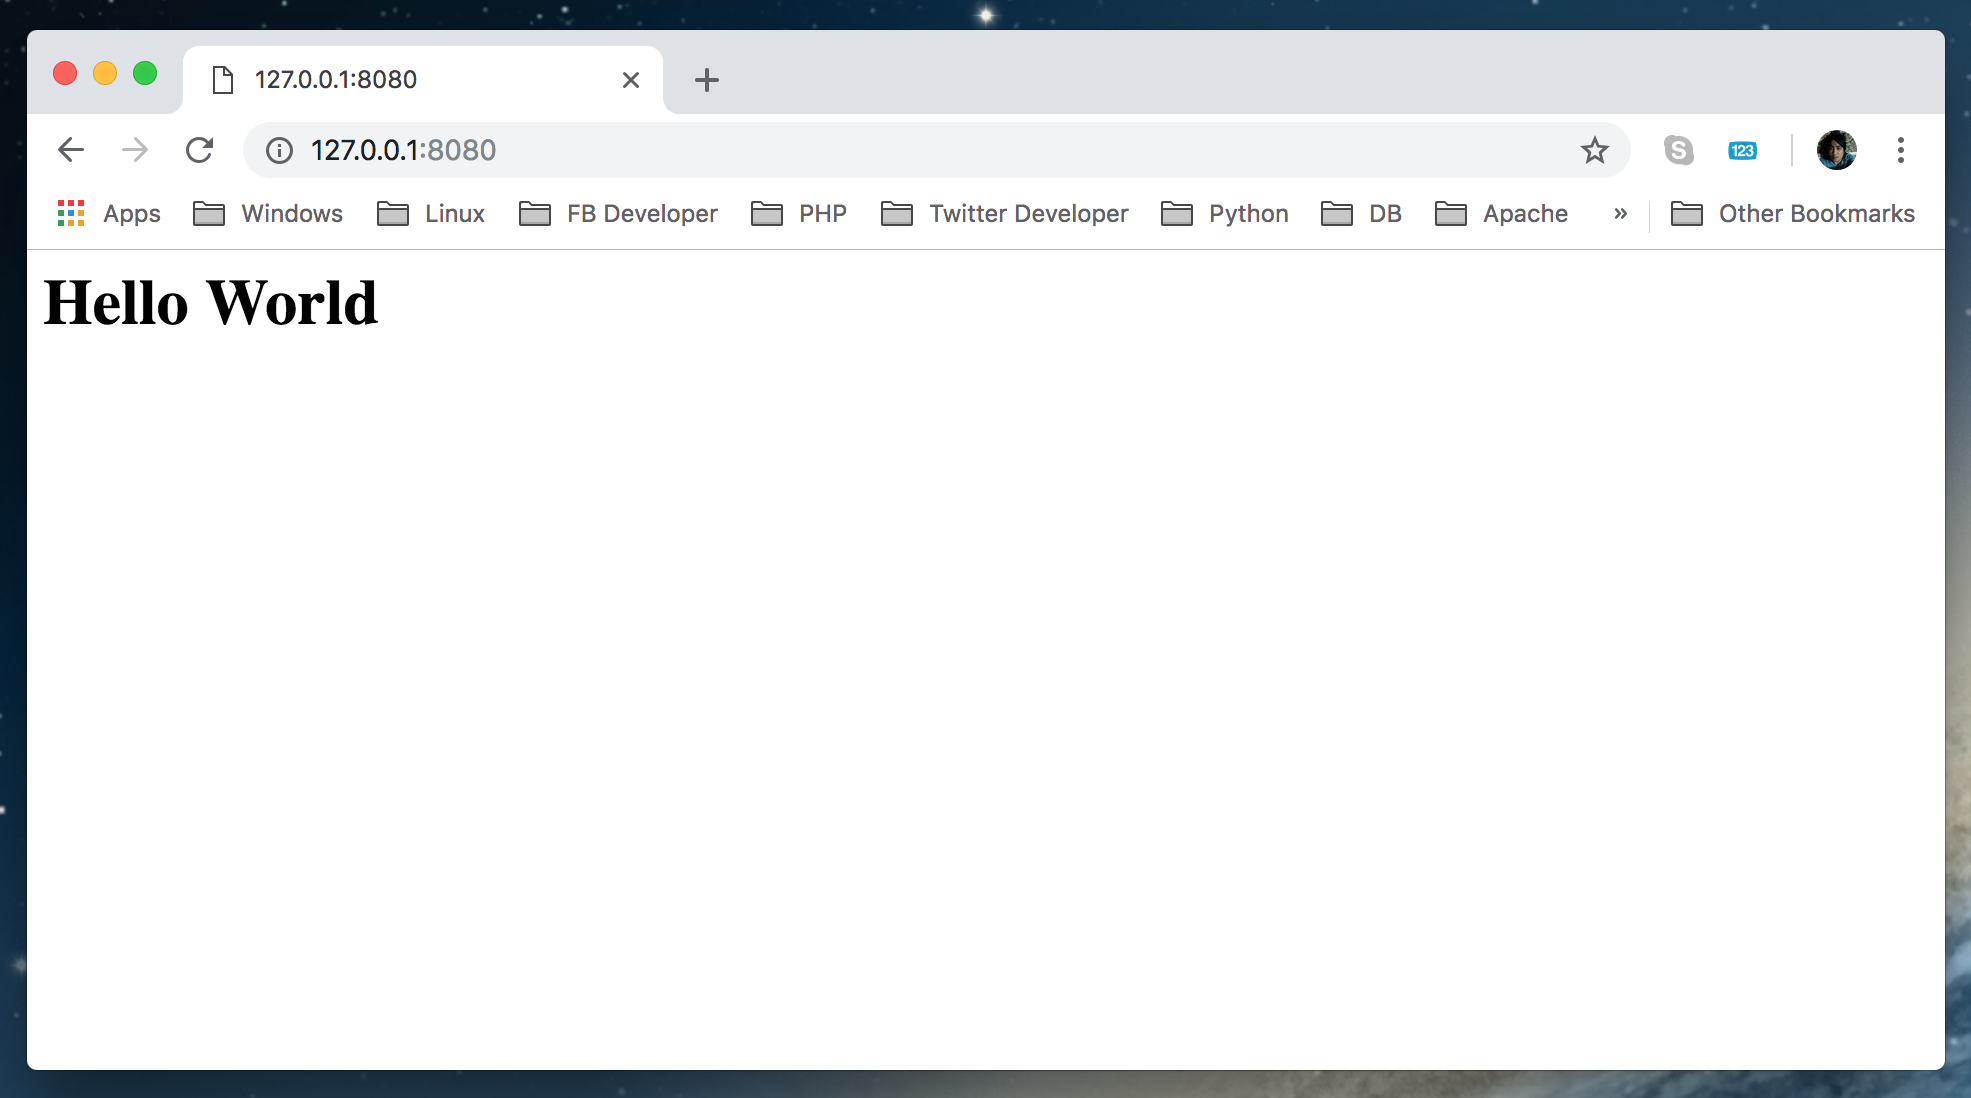 127.0.0.1:8080
127.0.0.1:8080
S 123
Apps Windows Linux FB Developer PHP Twitter Developer Python DB Apache » Other Bookmarks
Hello World